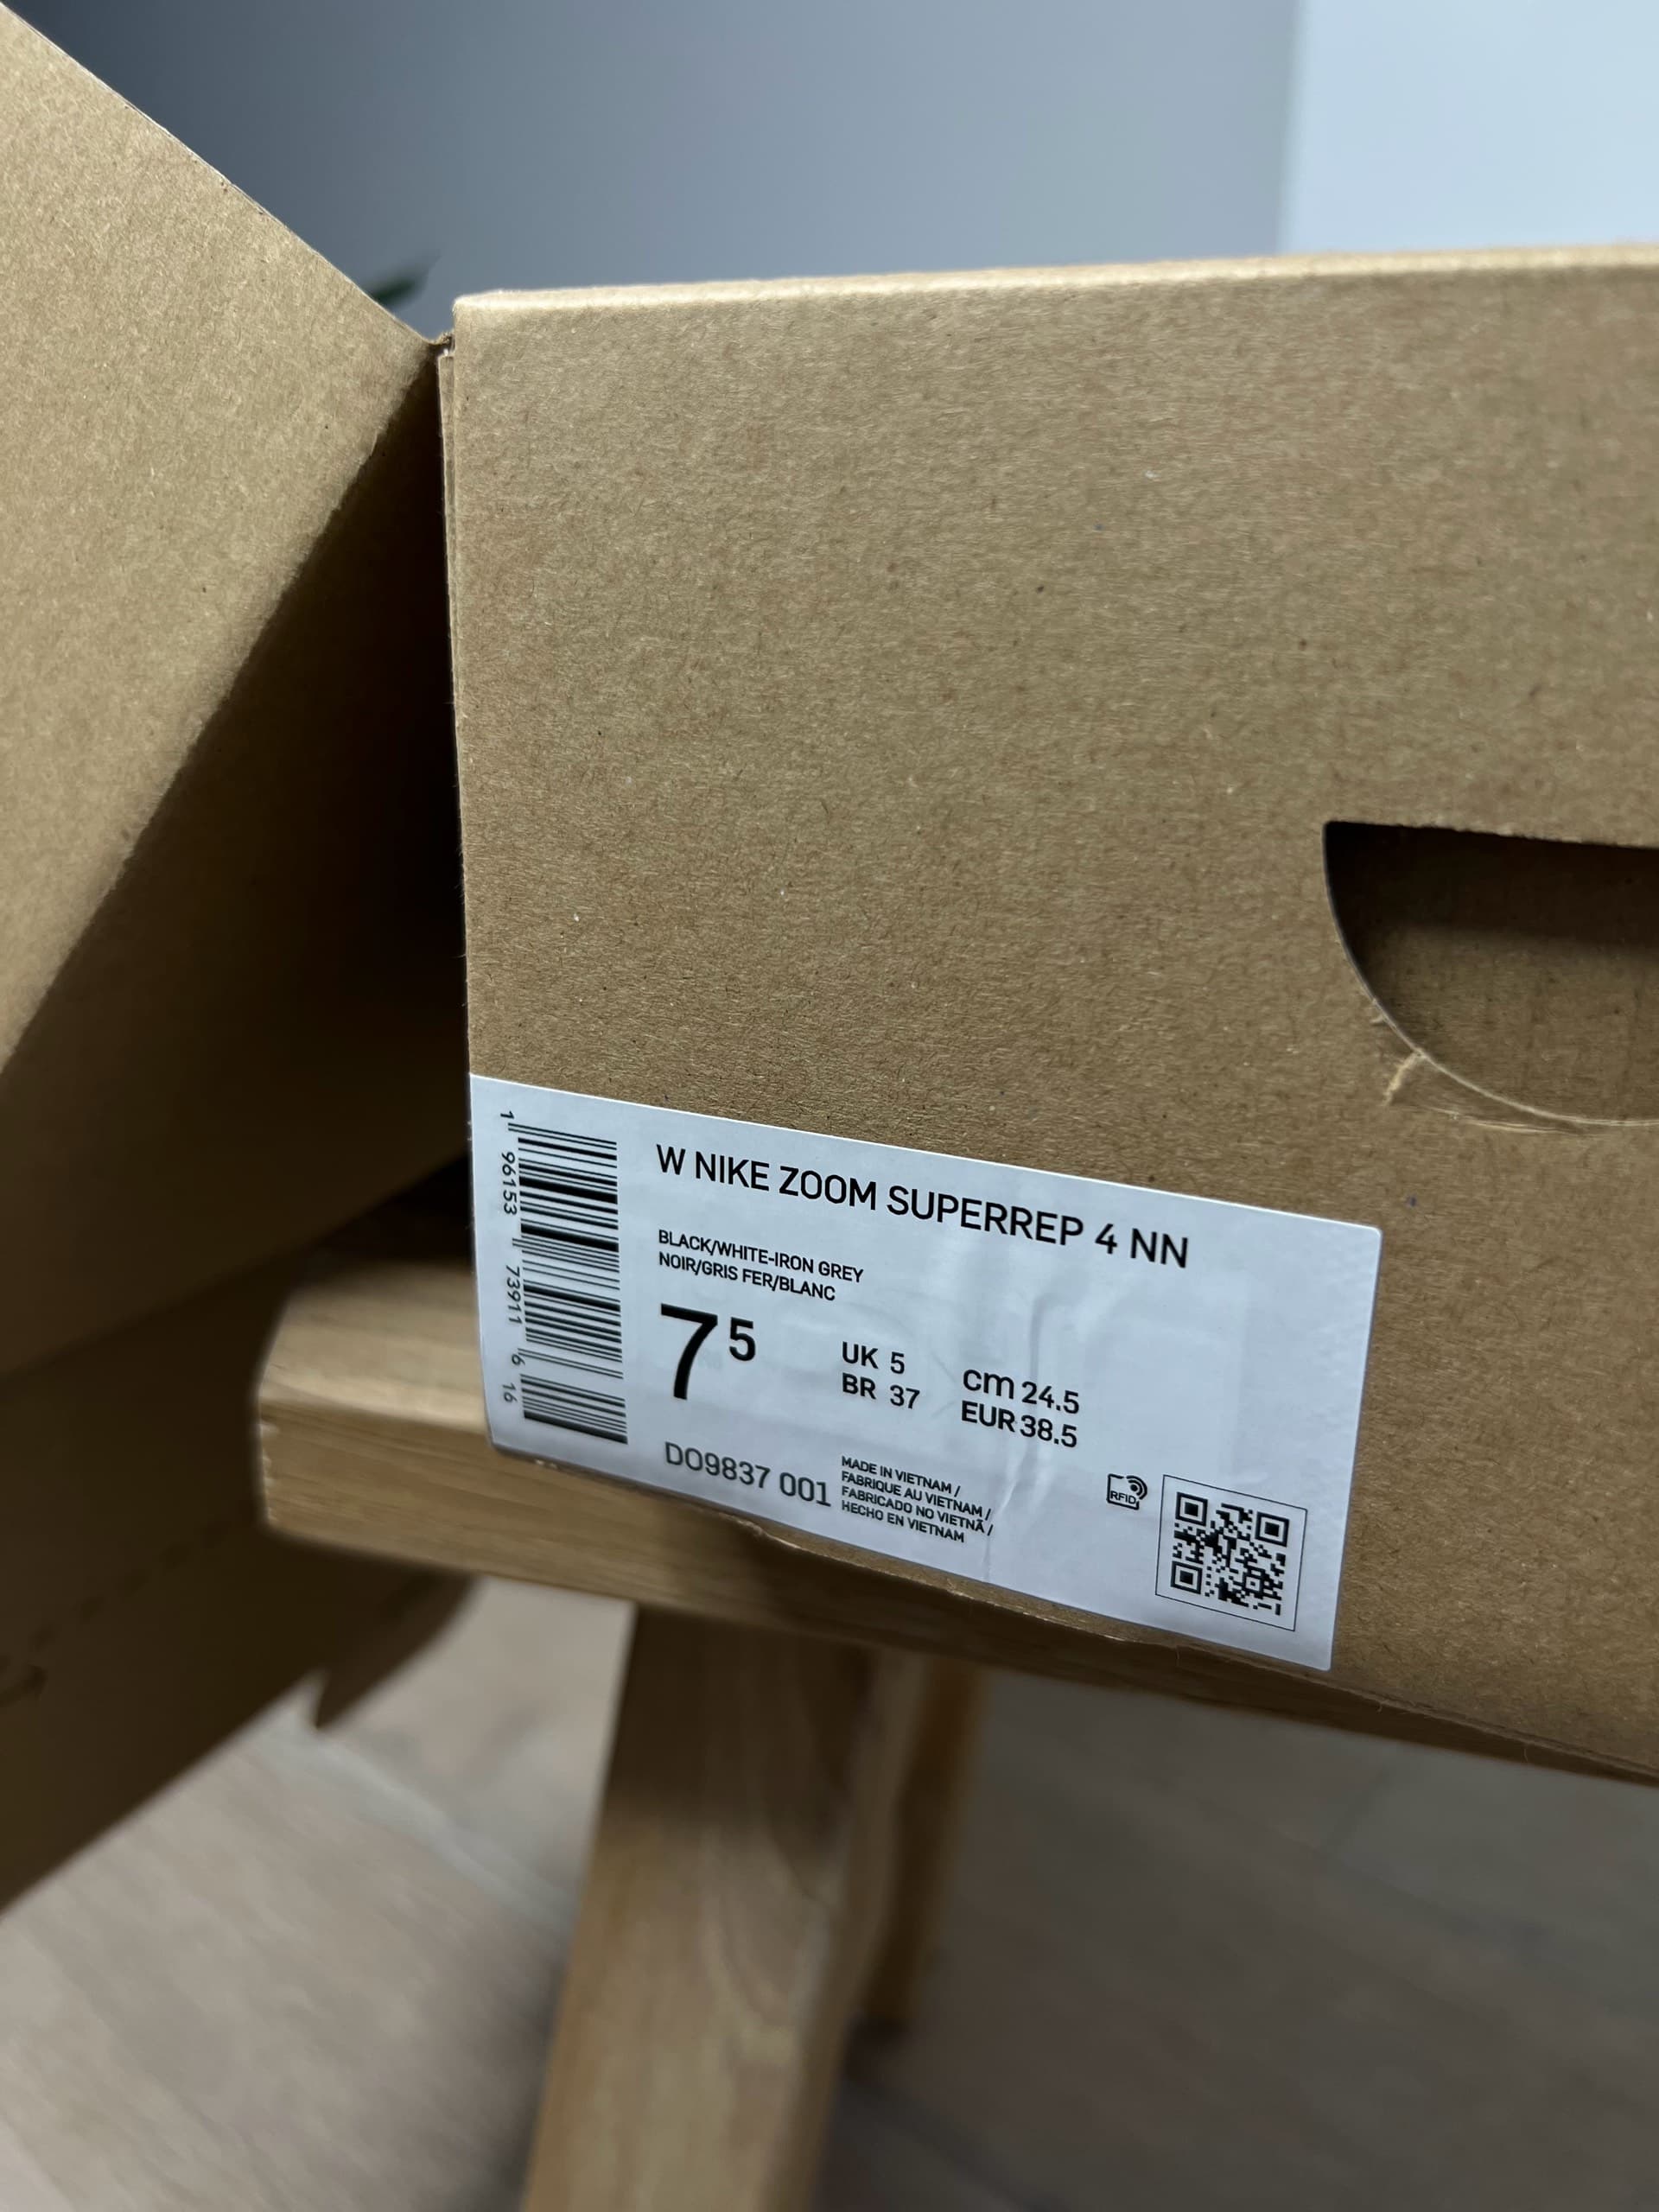 1 96153 73911 6 16
W NIKE ZOOM SUPERREP 4 NN
BLACK/WHITE-IRON GREY
NOIR/GRIS FER/BLANC
7 5
UK 5
BR 37
cm 24.5
EUR 38.5
DO9837 001
MADE IN VIETNAM /
FABRIQUE AU VIETNAM /
FABRICADO NO VIETNÃ /
HECHO EN VIETNAM
RFID